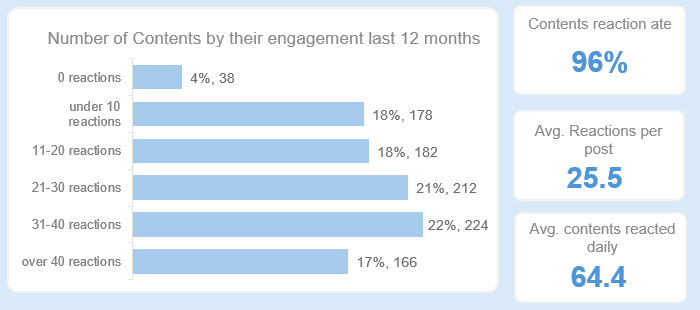 Number of Contents by their engagement last 12 months
0 reactions
4%, 38
under 10
reactions
18%, 178
11-20 reactions
18%, 182
21-30 reactions
21%, 212
31-40 reactions
22%, 224
over 40 reactions
17%, 166
Contents reaction ate
96%
Avg. Reactions per
post
25.5
Avg. contents reacted
daily
64.4